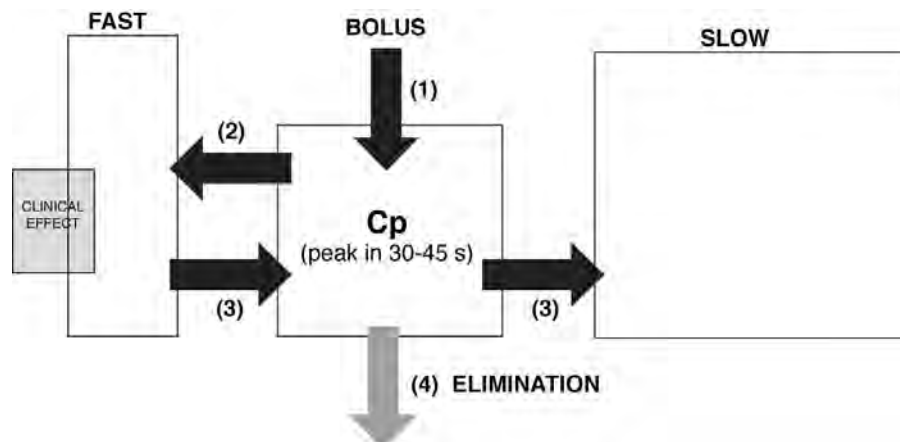 FAST
BOLUS
SLOW
(1)
(2)
CLINICAL
EFFECT
Cp
(peak in 30-45 s)
(3)
(3)
(4) ELIMINATION